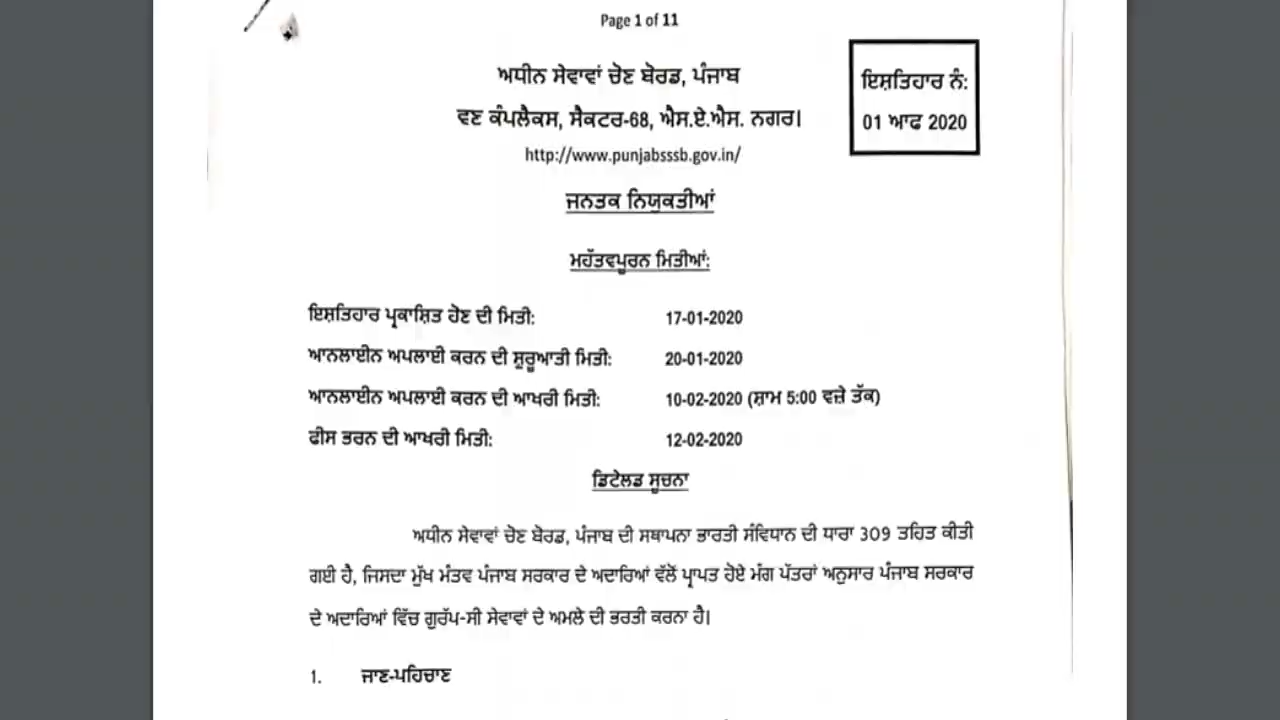 Page 1 of 11
ਅਧੀਨ ਸੇਵਾਵਾਂ ਚੋਣ ਬੋਰਡ, ਪੰਜਾਬ
ਵਣ ਕੰਪਲੈਕਸ, ਸੈਕਟਰ-68, ਐਸ.ਏ.ਐਸ. ਨਗਰ।
http://www.punjabsssb.gov.in/
ਇਸ਼ਤਿਹਾਰ ਨੰ:
01 ਆਫ 2020
ਜਨਤਕ ਨਿਯੁਕਤੀਆਂ
ਮਹੱਤਵਪੂਰਨ ਮਿਤੀਆਂ:
ਇਸ਼ਤਿਹਾਰ ਪ੍ਰਕਾਸ਼ਿਤ ਹੋਣ ਦੀ ਮਿਤੀ: 17-01-2020
ਆਨਲਾਈਨ ਅਪਲਾਈ ਕਰਨ ਦੀ ਸ਼ੁਰੂਆਤੀ ਮਿਤੀ: 20-01-2020
ਆਨਲਾਈਨ ਅਪਲਾਈ ਕਰਨ ਦੀ ਆਖਰੀ ਮਿਤੀ: 10-02-2020 (ਸ਼ਾਮ 5:00 ਵਜ਼ੇ ਤੱਕ)
ਫੀਸ ਭਰਨ ਦੀ ਆਖਰੀ ਮਿਤੀ: 12-02-2020
ਡਿਟੇਲਡ ਸੂਚਨਾ
ਅਧੀਨ ਸੇਵਾਵਾਂ ਚੋਣ ਬੋਰਡ, ਪੰਜਾਬ ਦੀ ਸਥਾਪਨਾ ਭਾਰਤੀ ਸੰਵਿਧਾਨ ਦੀ ਧਾਰਾ 309 ਤਹਿਤ ਕੀਤੀ
ਗਈ ਹੈ, ਜਿਸਦਾ ਮੁੱਖ ਮੰਤਵ ਪੰਜਾਬ ਸਰਕਾਰ ਦੇ ਅਦਾਰਿਆਂ ਵੱਲੋਂ ਪ੍ਰਾਪਤ ਹੋਏ ਮੰਗ ਪੱਤਰਾਂ ਅਨੁਸਾਰ ਪੰਜਾਬ ਸਰਕਾਰ
ਦੇ ਅਦਾਰਿਆਂ ਵਿੱਚ ਗੁਰੱਪ-ਸੀ ਸੇਵਾਵਾਂ ਦੇ ਅਮਲੇ ਦੀ ਭਰਤੀ ਕਰਨਾ ਹੈ।
1. ਜਾਣ-ਪਹਿਚਾਣ